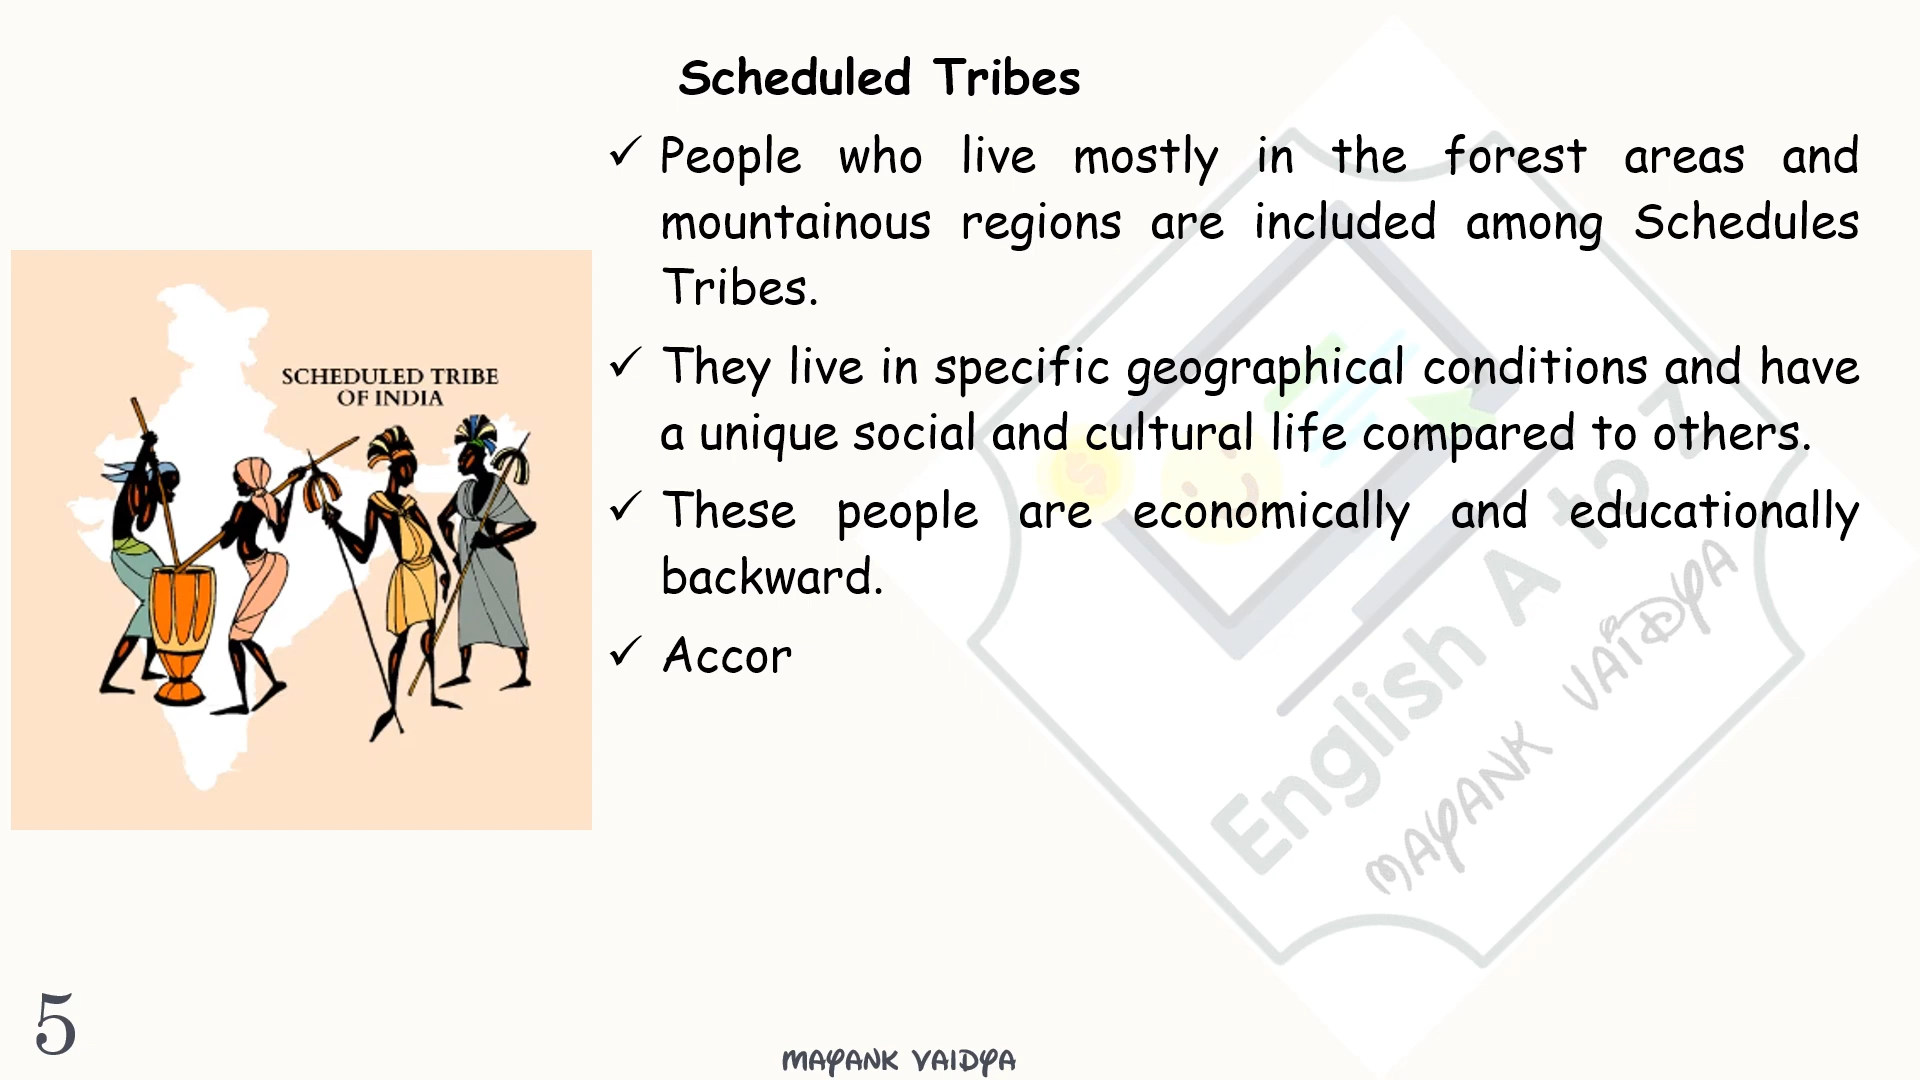 Scheduled Tribes
✓ People who live mostly in the forest areas and
mountainous regions are included among Schedules
Tribes.
✓ They live in specific geographical conditions and have
a unique social and cultural life compared to others.
✓ These people are economically and educationally
backward.
✓ Accor
SCHEDULED TRIBE
OF INDIA
English A to Z
MAYANK VAIDYA
5
MAYANK VAIDYA